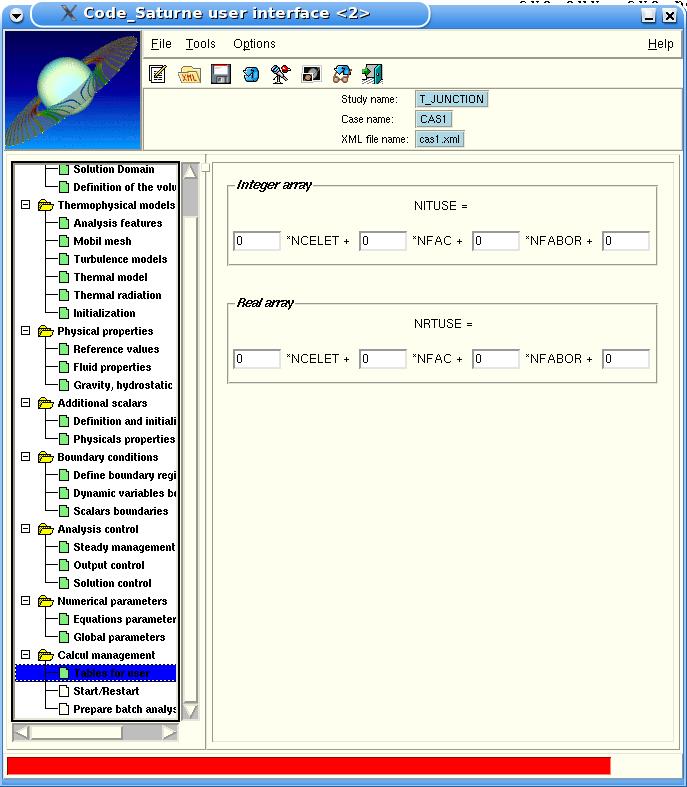 Code_Saturne user interface <2>
File Tools Options Help
XML
Study name: T_JUNCTION
Case name: CAS1
XML file name: cas1.xml
Solution Domain
Definition of the volu
Thermophysical models
Analysis features
Mobil mesh
Turbulence models
Thermal model
Thermal radiation
Initialization
Physical properties
Reference values
Fluid properties
Gravity, hydrostatic
Additional scalars
Definition and initiali
Physicals properties
Boundary conditions
Define boundary regi
Dynamic variables bo
Scalars boundaries
Analysis control
Steady management
Output control
Solution control
Numerical parameters
Equations parameter
Global parameters
Calcul management
Tables for user
Start/Restart
Prepare batch analys
Integer array
NITUSE =
0 *NCELET + 0 *NFAC + 0 *NFABOR + 0
Real array
NRTUSE =
0 *NCELET + 0 *NFAC + 0 *NFABOR + 0